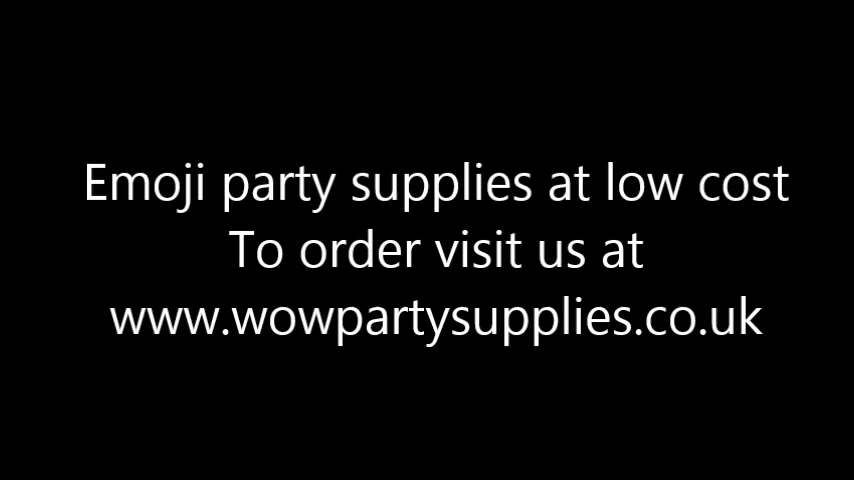 Emoji party supplies at low cost
To order visit us at
www.wowpartysupplies.co.uk